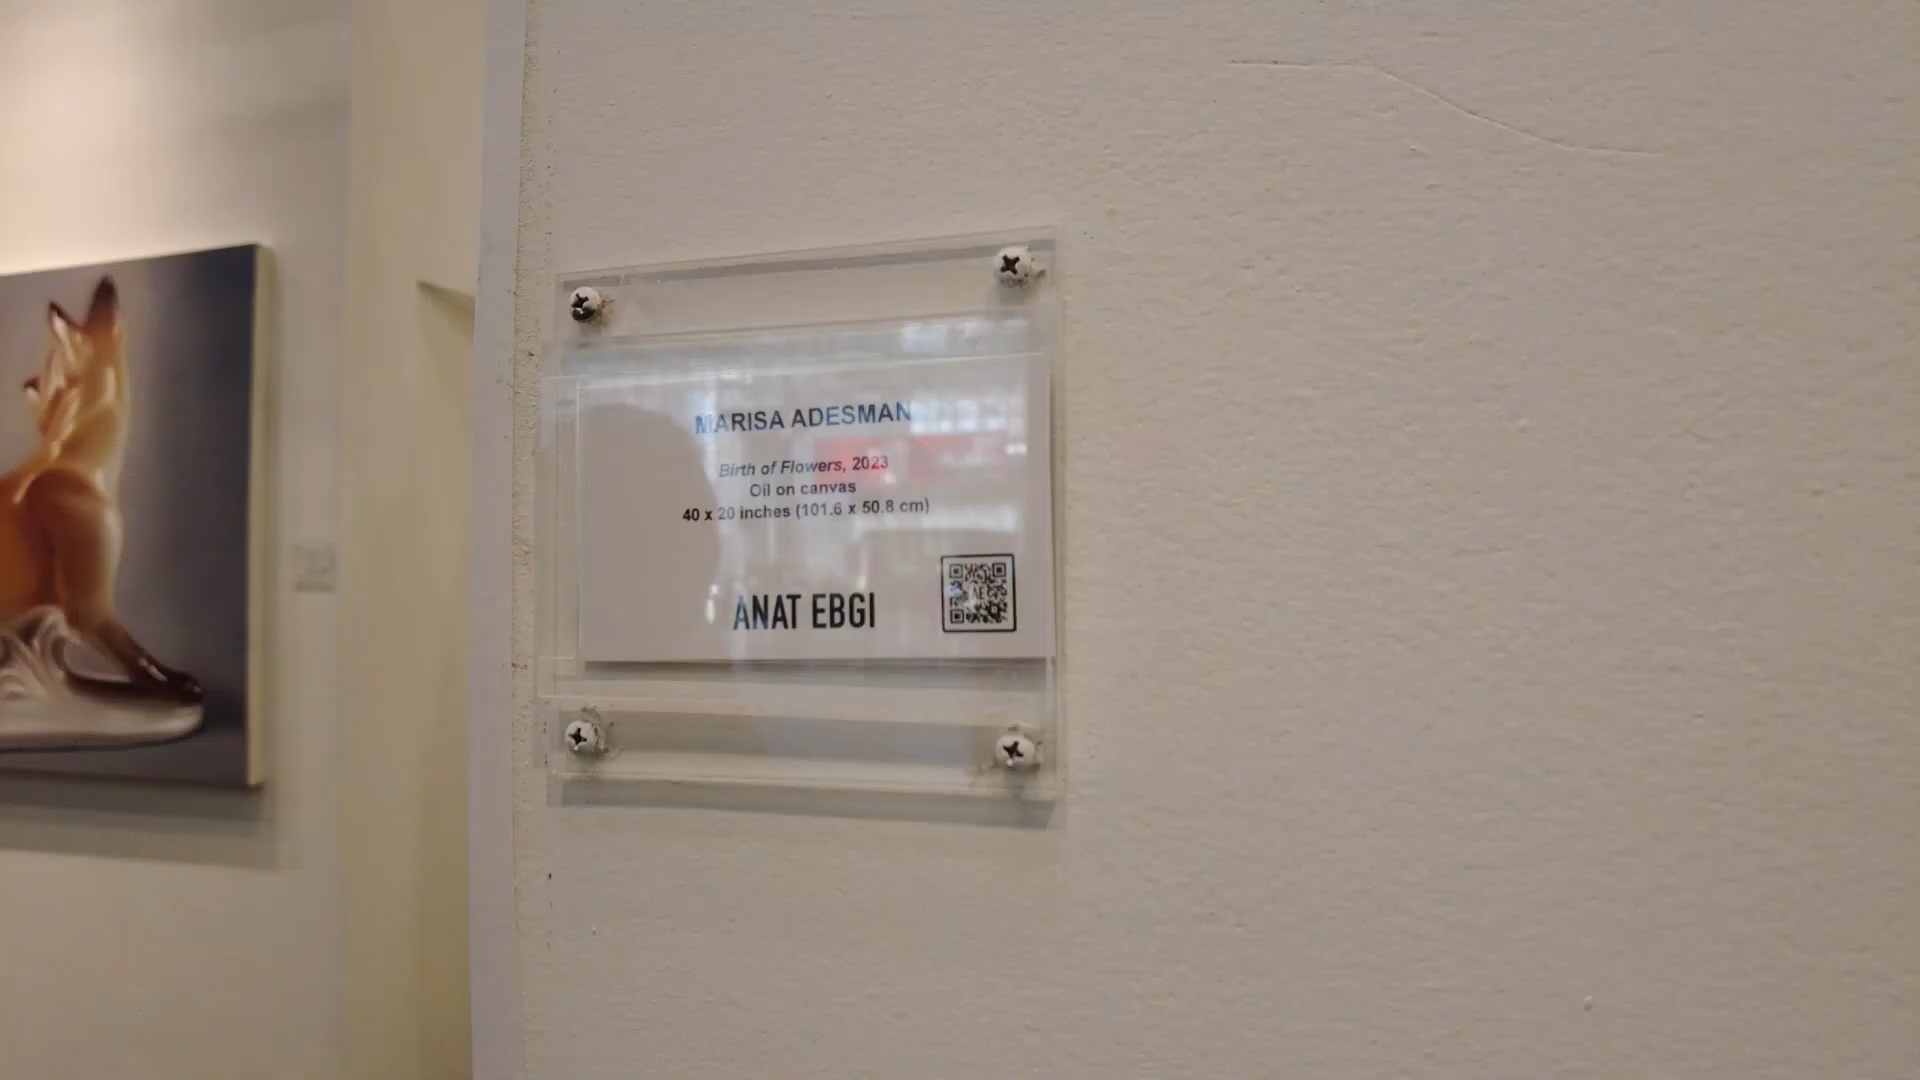 MARISA ADESMAN
Birth of Flowers, 2023
Oil on canvas
40 x 20 inches (101.6 x 50.8 cm)
ANAT EBGI
AE